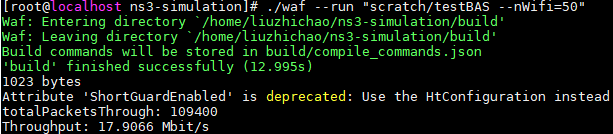 [root@localhost ns3-simulation]# ./waf --run "scratch/testBAS --nWifi=50"
Waf: Entering directory `/home/liuzhichao/ns3-simulation/build'
Waf: Leaving directory `/home/liuzhichao/ns3-simulation/build'
Build commands will be stored in build/compile_commands.json
'build' finished successfully (12.995s)
1023 bytes
Attribute 'ShortGuardEnabled' is deprecated: Use the HtConfiguration instead
totalPacketsThrough: 109400
Throughput: 17.9066 Mbit/s